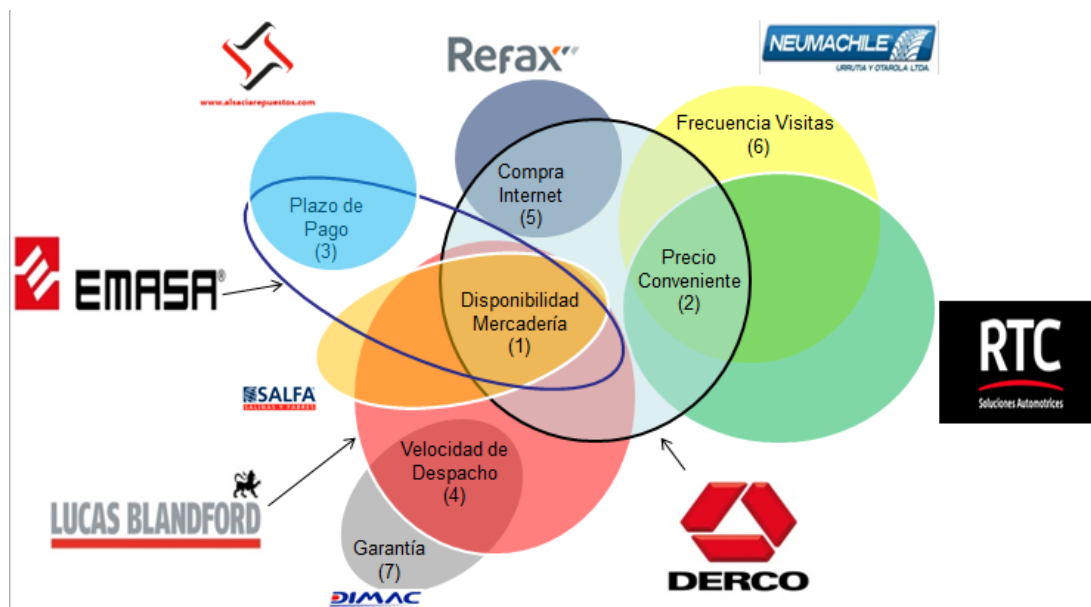 www.alsaciarepuestos.com
Refax
NEUMACHILE
URRUTIA Y OTAROLA LTDA.
Frecuencia Visitas
(6)
Compra
Internet
(5)
Plazo de
Pago
(3)
Precio
Conveniente
(2)
EMASA®
Disponibilidad
Mercadería
(1)
RTC
Soluciones Automotrices
SALFA
SALINAS Y FABRES
Velocidad de
Despacho
(4)
LUCAS BLANDFORD
Garantía
(7)
DERCO
DIMAC